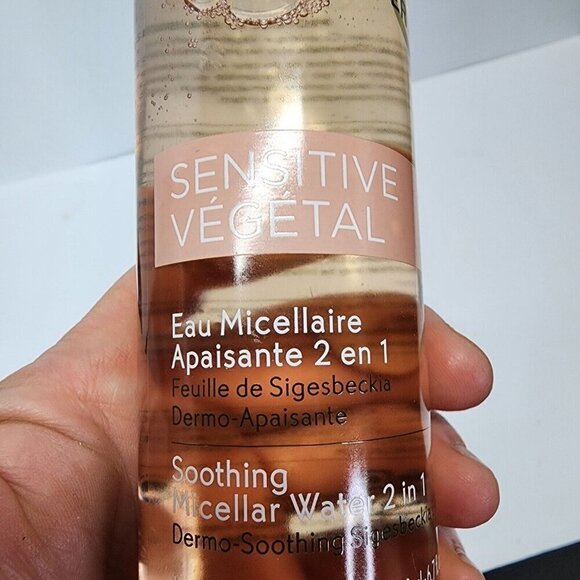 SENSITIVE
VÉGÉTAL
Eau Micellaire
Apaisante 2 en 1
Feuille de Sigesbeckia
Dermo-Apaisante
Soothing
Micellar Water 2 in 1
Dermo-Soothing